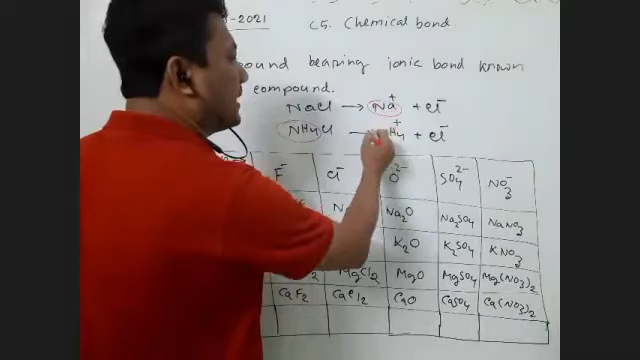 -2021 C5. Chemical bond
ound bearing ionic bond known
compound.
NaCl → Na⁺ + Cl⁻
NH₄Cl → H₄⁺ + Cl⁻
F⁻ Cl⁻ O²⁻ SO₄²⁻ NO₃⁻
Na₂O Na₂SO₄ NaNO₃
K₂O K₂SO₄ KNO₃
MgCl₂ MgO MgSO₄ Mg(NO₃)₂
CaF₂ CaCl₂ CaO CaSO₄ Ca(NO₃)₂